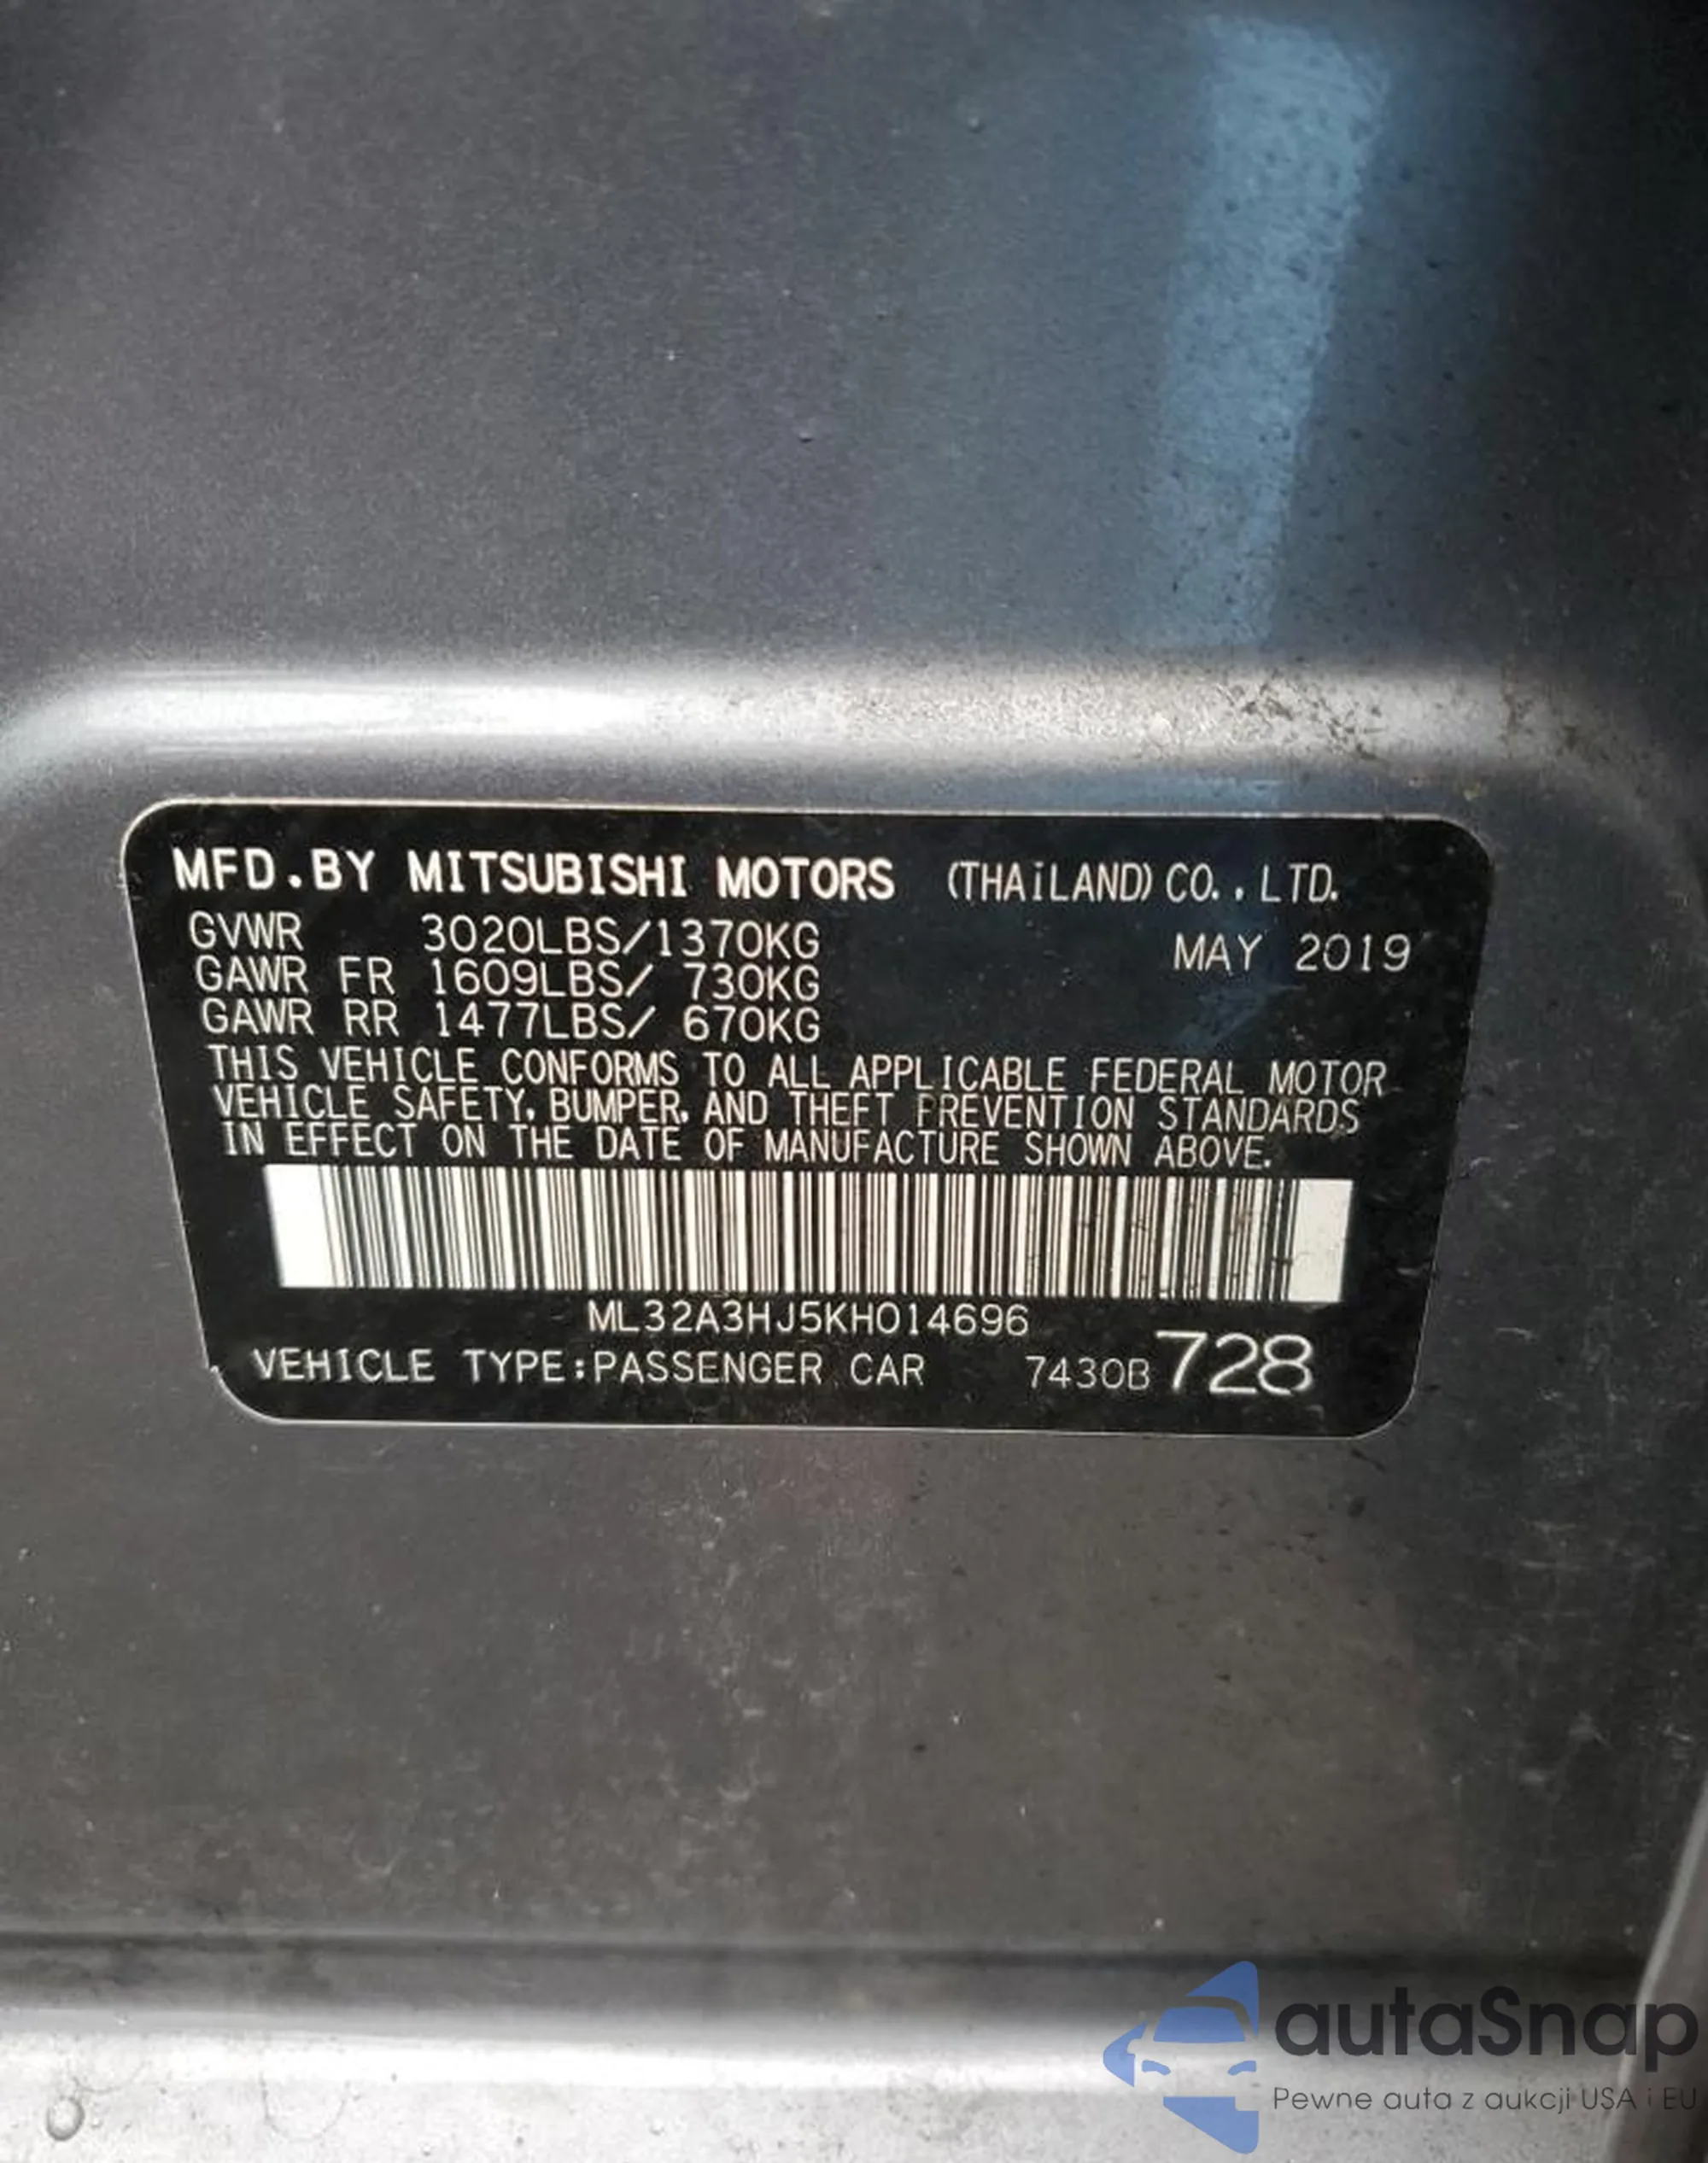 MFD.BY MITSUBISHI MOTORS (THAiLAND) CO., LTD.
GVWR 3020LBS/1370KG MAY 2019
GAWR FR 1609LBS/ 730KG
GAWR RR 1477LBS/ 670KG
THIS VEHICLE CONFORMS TO ALL APPLICABLE FEDERAL MOTOR
VEHICLE SAFETY, BUMPER, AND THEFT PREVENTION STANDARDS
IN EFFECT ON THE DATE OF MANUFACTURE SHOWN ABOVE.
ML32A3HJ5KH014696
VEHICLE TYPE:PASSENGER CAR 7430B 728
autaSnap
Pewne auta z aukcji USA i EU